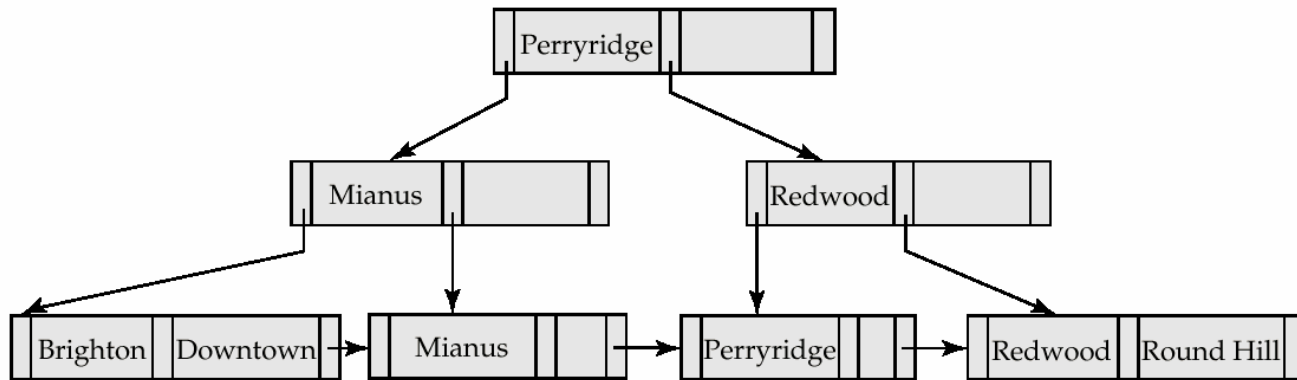 Perryridge
Mianus
Redwood
Brighton Downtown
Mianus
Perryridge
Redwood Round Hill